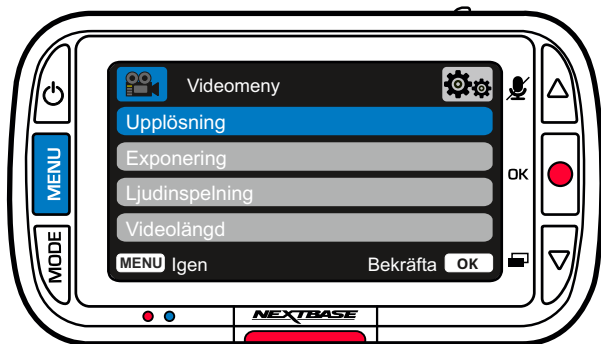 Videomeny
Upplösning
Exponering
Ljudinspelning
Videolängd
MENU Igen
Bekräfta OK
MENU
MODE
OK
NEXTBASE